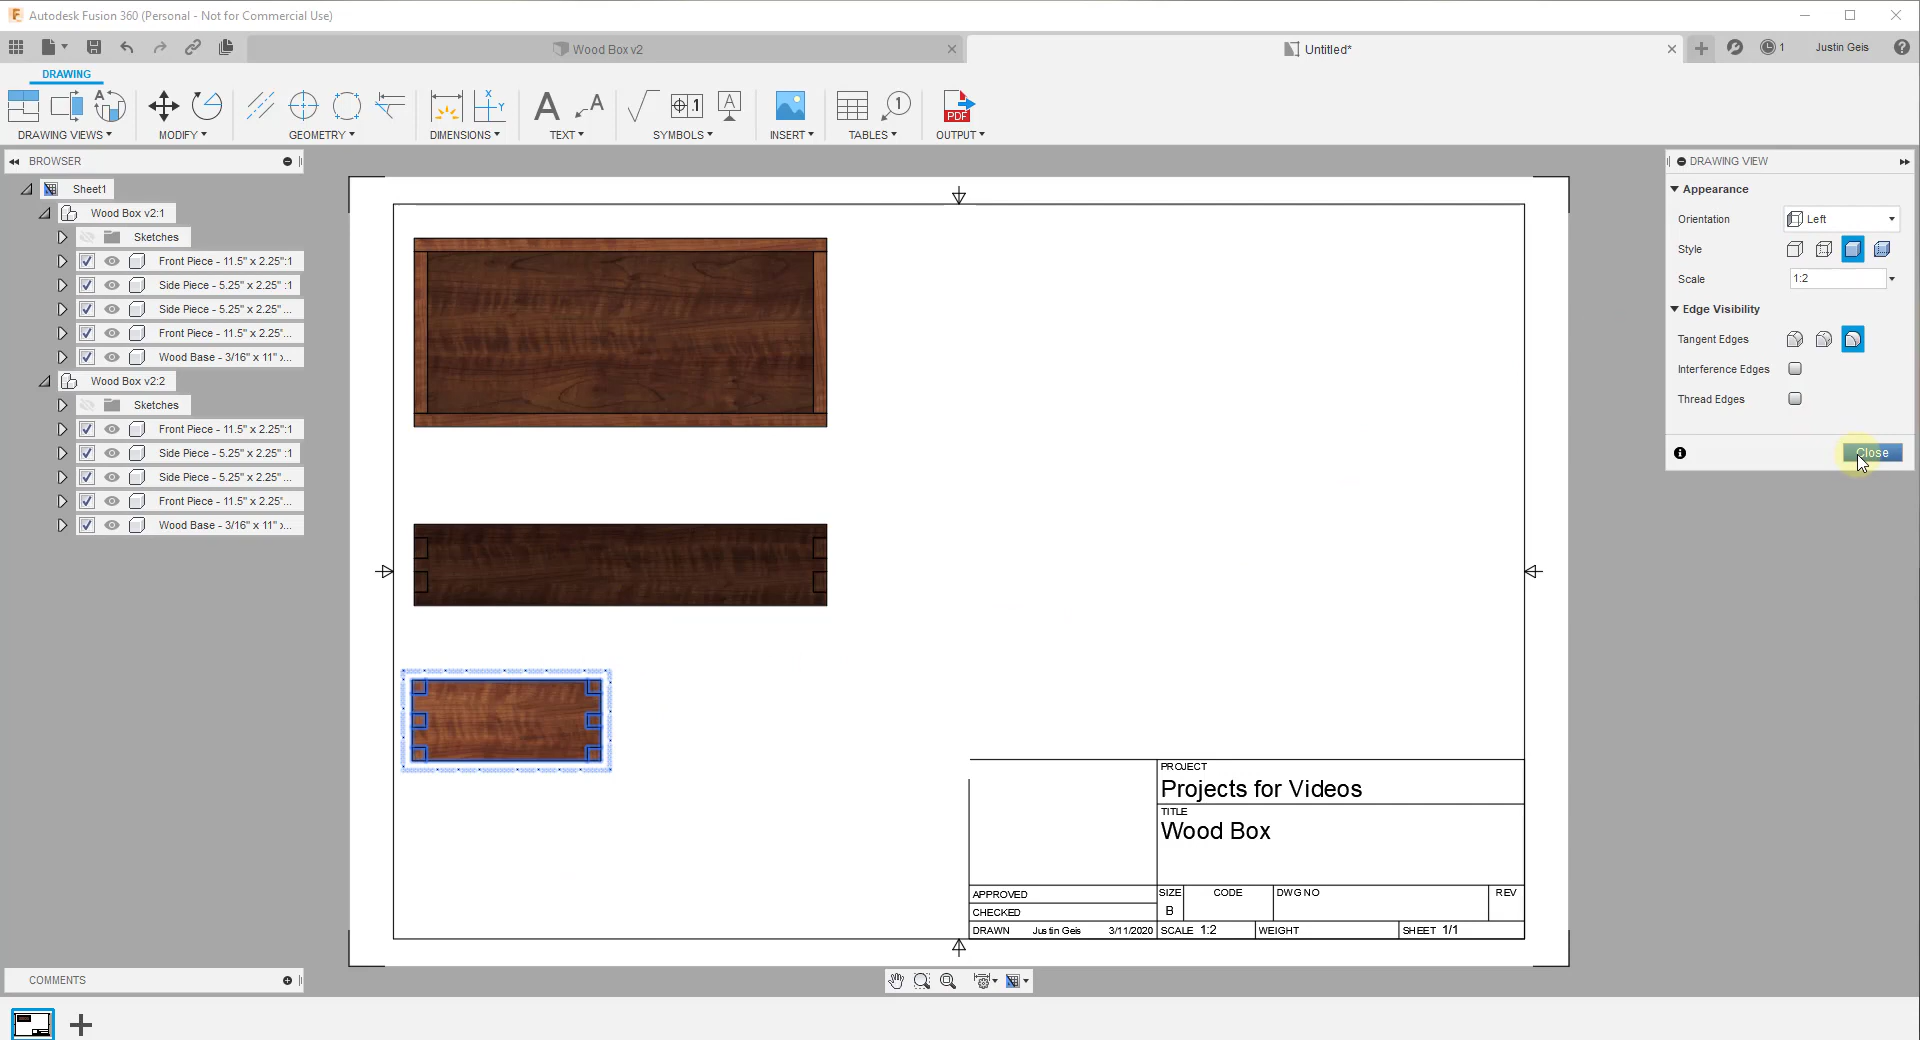 Autodesk Fusion 360 (Personal - Not for Commercial Use)
Wood Box v2
Untitled*
1
Justin Geis
DRAWING
DRAWING VIEWS
MODIFY
GEOMETRY
DIMENSIONS
TEXT
SYMBOLS
INSERT
TABLES
OUTPUT
BROWSER
Sheet1
Wood Box v2:1
Sketches
Front Piece - 11.5" x 2.25":1
Side Piece - 5.25" x 2.25" :1
Side Piece - 5.25" x 2.25" ...
Front Piece - 11.5" x 2.25"...
Wood Base - 3/16" x 11" x...
Wood Box v2:2
Sketches
Front Piece - 11.5" x 2.25":1
Side Piece - 5.25" x 2.25" :1
Side Piece - 5.25" x 2.25" ...
Front Piece - 11.5" x 2.25"...
Wood Base - 3/16" x 11" x...
DRAWING VIEW
Appearance
Orientation Left
Style
Scale 1:2
Edge Visibility
Tangent Edges
Interference Edges
Thread Edges
Close
PROJECT
Projects for Videos
TITLE
Wood Box
APPROVED
CHECKED
DRAWN Justin Geis 3/11/2020
SIZE
B
CODE
DWG NO
REV
SCALE 1:2
WEIGHT
SHEET 1/1
COMMENTS